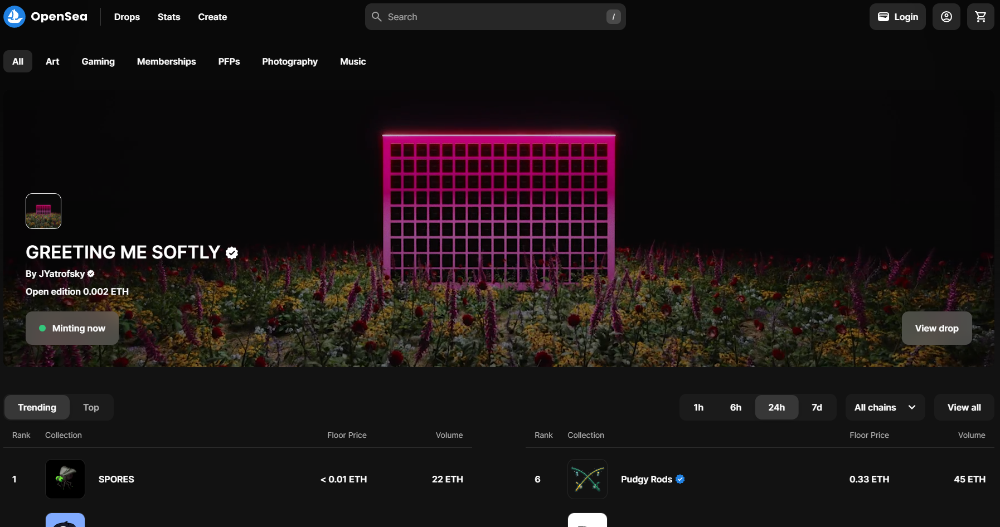 OpenSea
Drops
Stats
Create
Search
/
Login
All
Art
Gaming
Memberships
PFPs
Photography
Music
GREETING ME SOFTLY
By JYatrofsky
Open edition 0.002 ETH
Minting now
View drop
Trending
Top
1h
6h
24h
7d
All chains
View all
Rank Collection Floor Price Volume
1 SPORES < 0.01 ETH 22 ETH
Rank Collection Floor Price Volume
6 Pudgy Rods 0.33 ETH 45 ETH